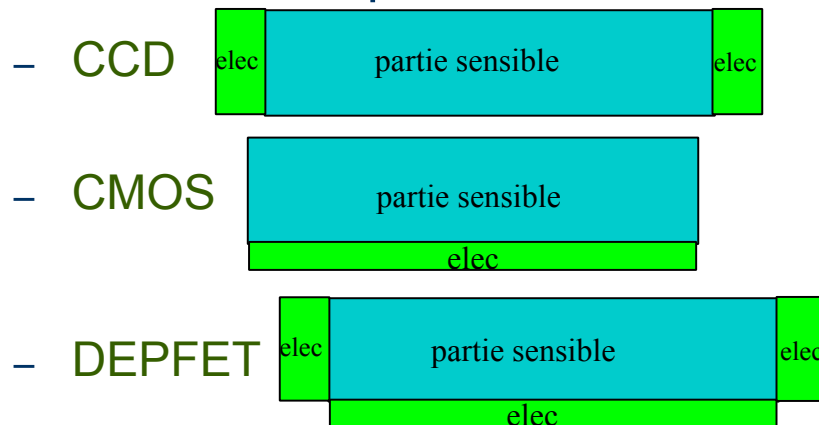 – CCD elec partie sensible elec
– CMOS partie sensible
elec
– DEPFET elec partie sensible elec
elec